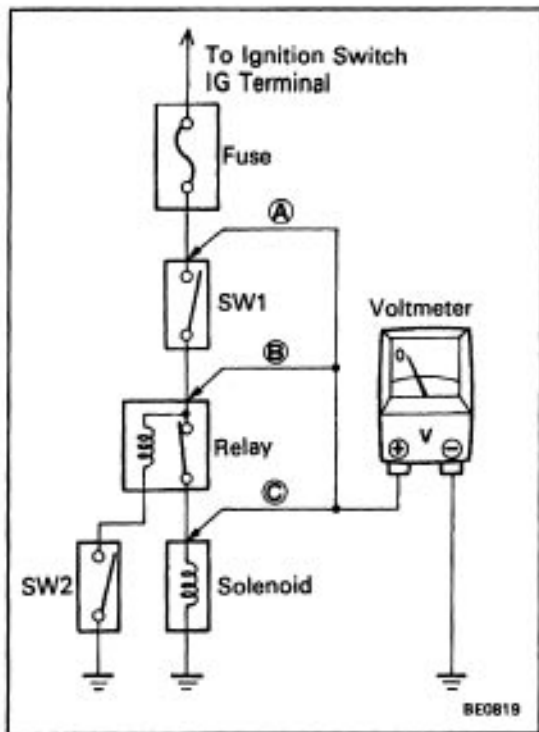 To Ignition Switch
IG Terminal
Fuse
Ⓐ
SW1
Voltmeter
Ⓑ
0
Relay
V
⊕ ⊖
Ⓒ
SW2
Solenoid
BE0819